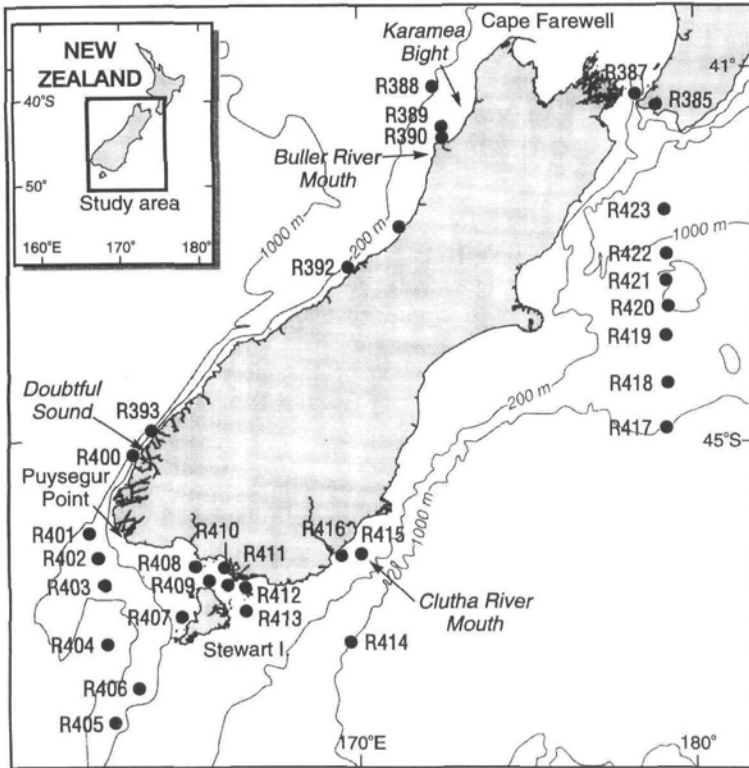 NEW
ZEALAND
40°S
50°
Study area
160°E
170°
180°
Cape Farewell
Karamea
Bight
41°
R387
R385
R388
R389
R390
Buller River
Mouth
1000 m
200 m
R392
R423
1000 m
R422
R421
R420
R419
R418
R417
200 m
45°S
1000 m
Doubtful
Sound
R393
R400
Puysegur
Point
R401
R402
R403
R404
R406
R405
R407
R408
R409
R410
R411
R412
R413
Stewart I.
R416
R415
Clutha River
Mouth
R414
170°E
180°